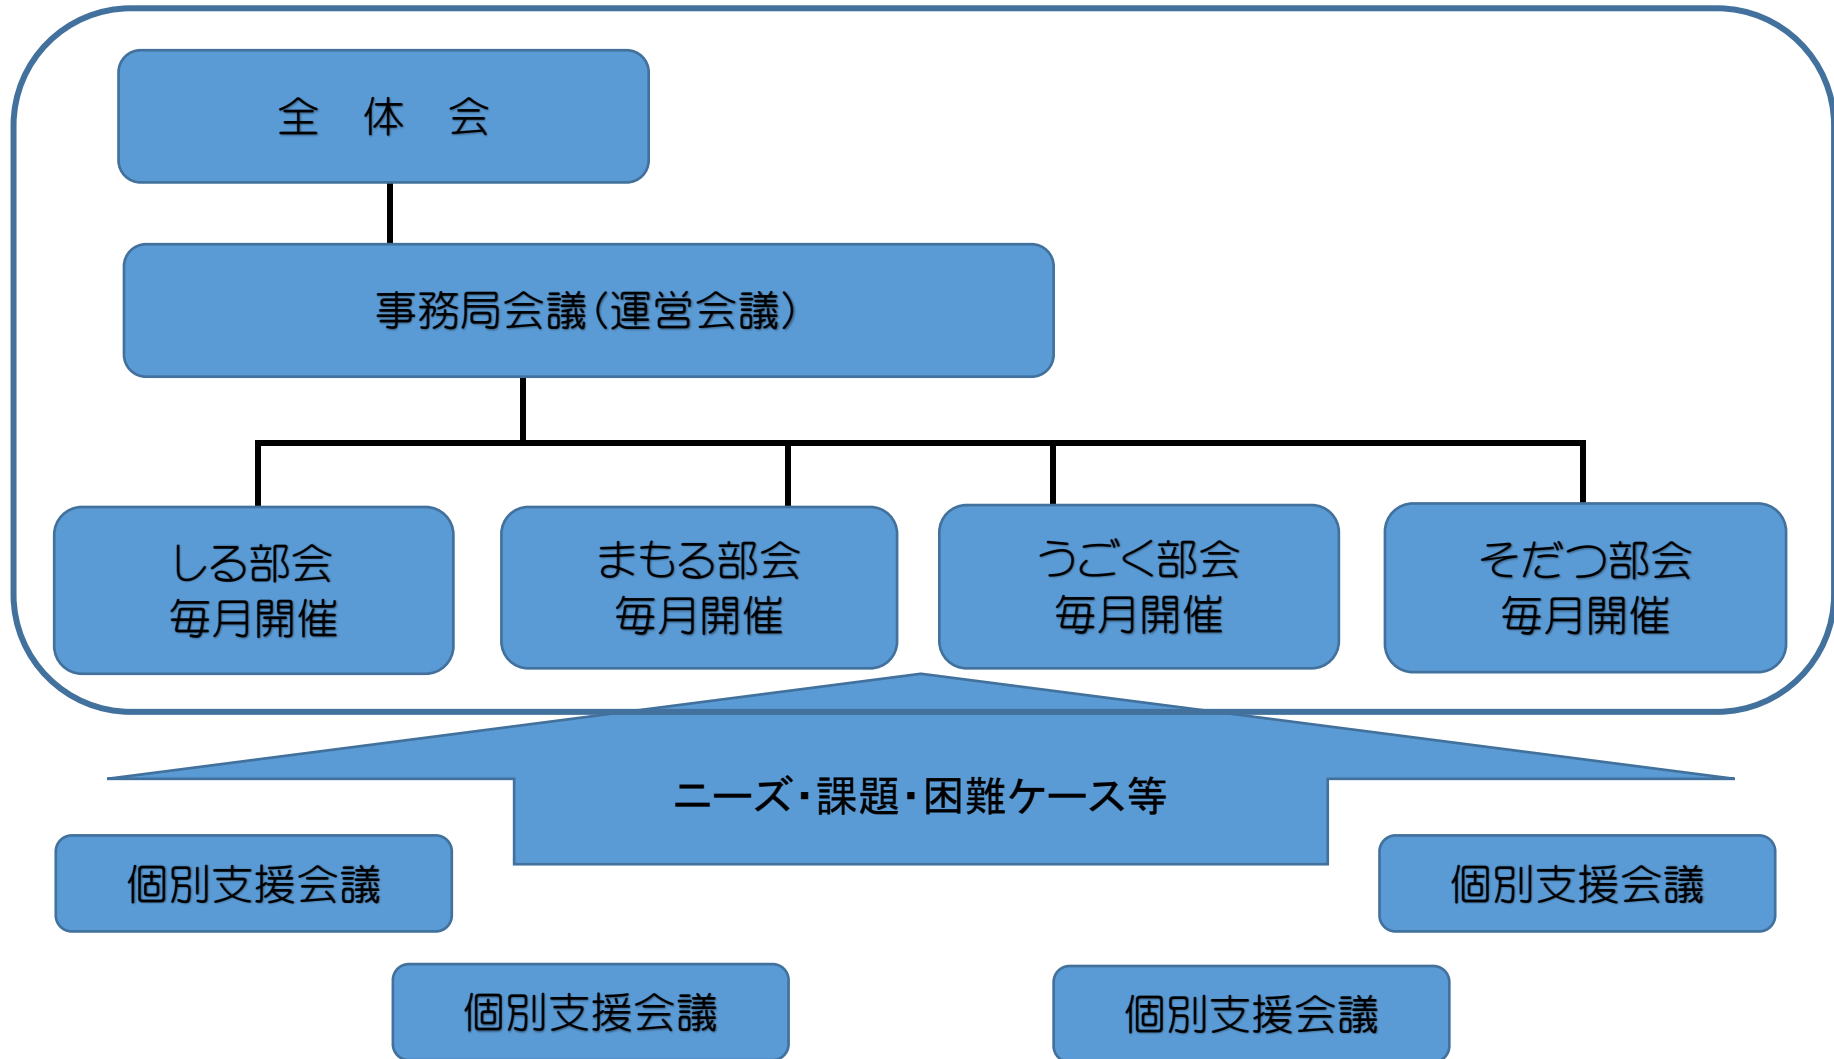 全　体　会
事務局会議(運営会議)
しる部会
毎月開催
まもる部会
毎月開催
うごく部会
毎月開催
そだつ部会
毎月開催
ニーズ・課題・困難ケース等
個別支援会議
個別支援会議
個別支援会議
個別支援会議